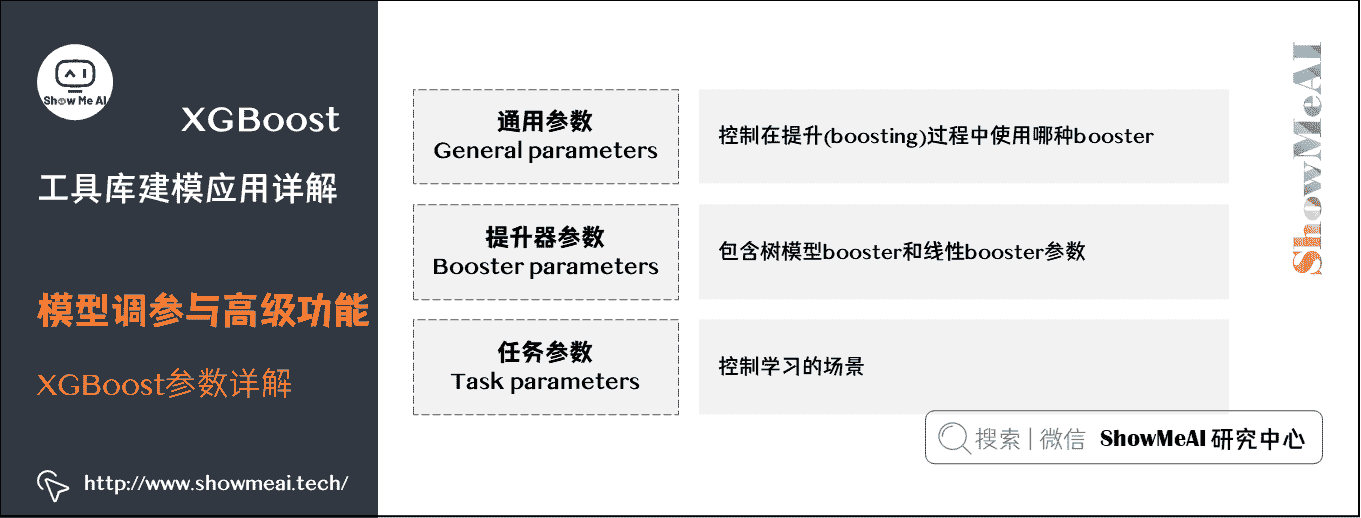 Show Me AI
XGBoost
工具库建模应用详解
模型调参与高级功能
XGBoost参数详解
http://www.showmeai.tech/
通用参数
General parameters
控制在提升(boosting)过程中使用哪种booster
提升器参数
Booster parameters
包含树模型booster和线性booster参数
任务参数
Task parameters
控制学习的场景
搜索 | 微信 ShowMeAI 研究中心
ShowMeAI